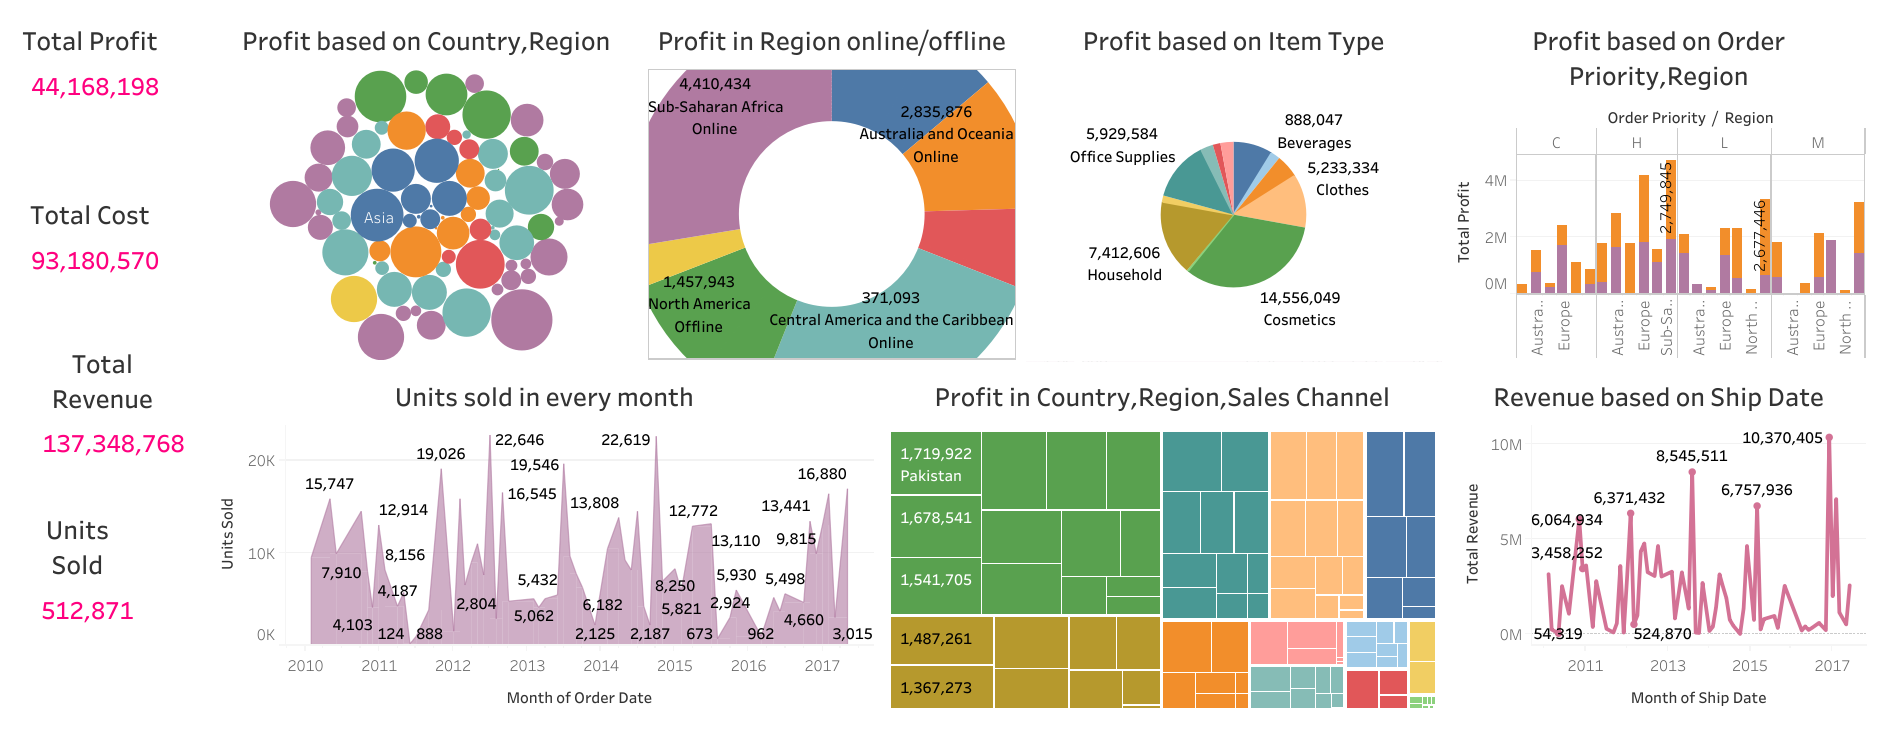 Total Profit
44,168,198
Total Cost
93,180,570
Total
Revenue
137,348,768
Units
Sold
512,871
Profit based on Country,Region
Asia
Profit in Region online/offline
4,410,434
Sub-Saharan Africa
Online
2,835,876
Australia and Oceania
Online
1,457,943
North America
Offline
371,093
Central America and the Caribbean
Online
Profit based on Item Type
5,929,584
Office Supplies
888,047
Beverages
5,233,334
Clothes
7,412,606
Household
14,556,049
Cosmetics
Profit based on Order
Priority,Region
Order Priority / Region
C H L M
Total Profit
4M
2M
0M
2,749,845
2,677,446
Austra..
Europe
Austra..
Europe
Sub-Sa..
Austra..
Europe
North ..
Austra..
Europe
North ..
Units sold in every month
Units Sold
20K
10K
0K
15,747
7,910
4,103
12,914
8,156
4,187
124
888
19,026
2,804
22,646
19,546
16,545
5,432
5,062
13,808
6,182
2,125
22,619
2,187
8,250
5,821
12,772
673
13,110
5,930
2,924
962
13,441
9,815
5,498
4,660
16,880
3,015
2010 2011 2012 2013 2014 2015 2016 2017
Month of Order Date
Profit in Country,Region,Sales Channel
1,719,922
Pakistan
1,678,541
1,541,705
1,487,261
1,367,273
Revenue based on Ship Date
Total Revenue
10M
5M
0M
10,370,405
8,545,511
6,371,432
6,757,936
6,064,934
3,458,252
54,319
524,870
2011 2013 2015 2017
Month of Ship Date